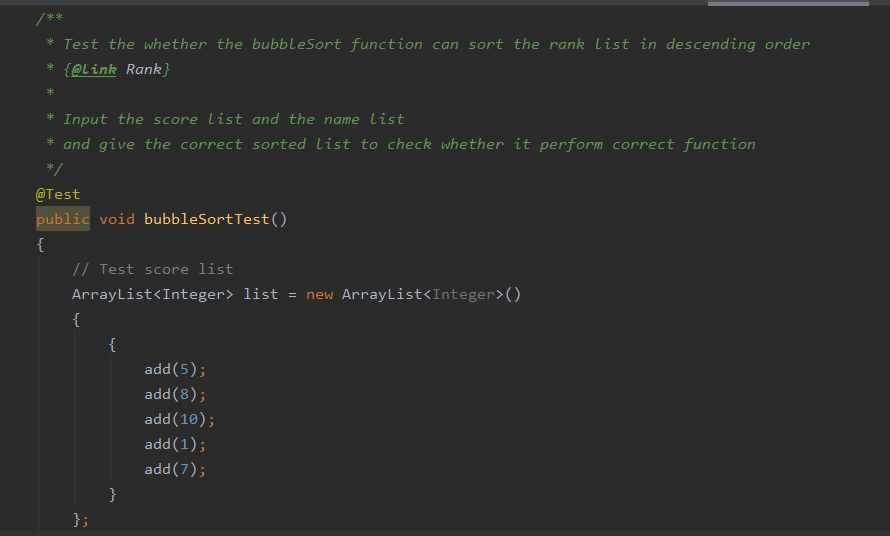 /**
* Test the whether the bubbleSort function can sort the rank list in descending order
* {@link Rank}
*
* Input the score list and the name list
* and give the correct sorted list to check whether it perform correct function
*/
@Test
public void bubbleSortTest()
{
// Test score list
ArrayList<Integer> list = new ArrayList<Integer>()
{
{
add(5);
add(8);
add(10);
add(1);
add(7);
}
};